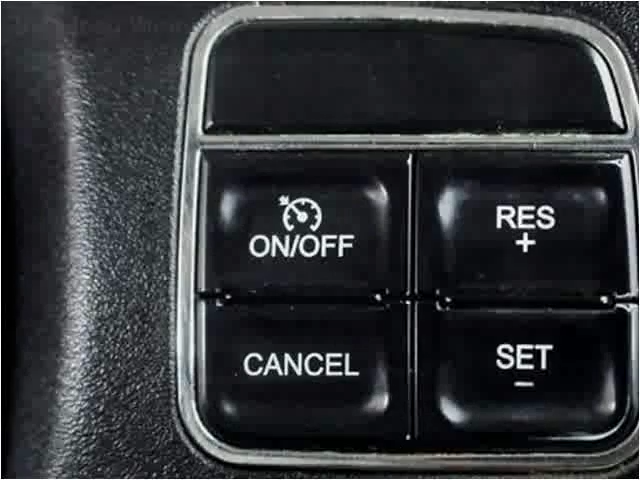 ON/OFF
RES
+
CANCEL
SET
–